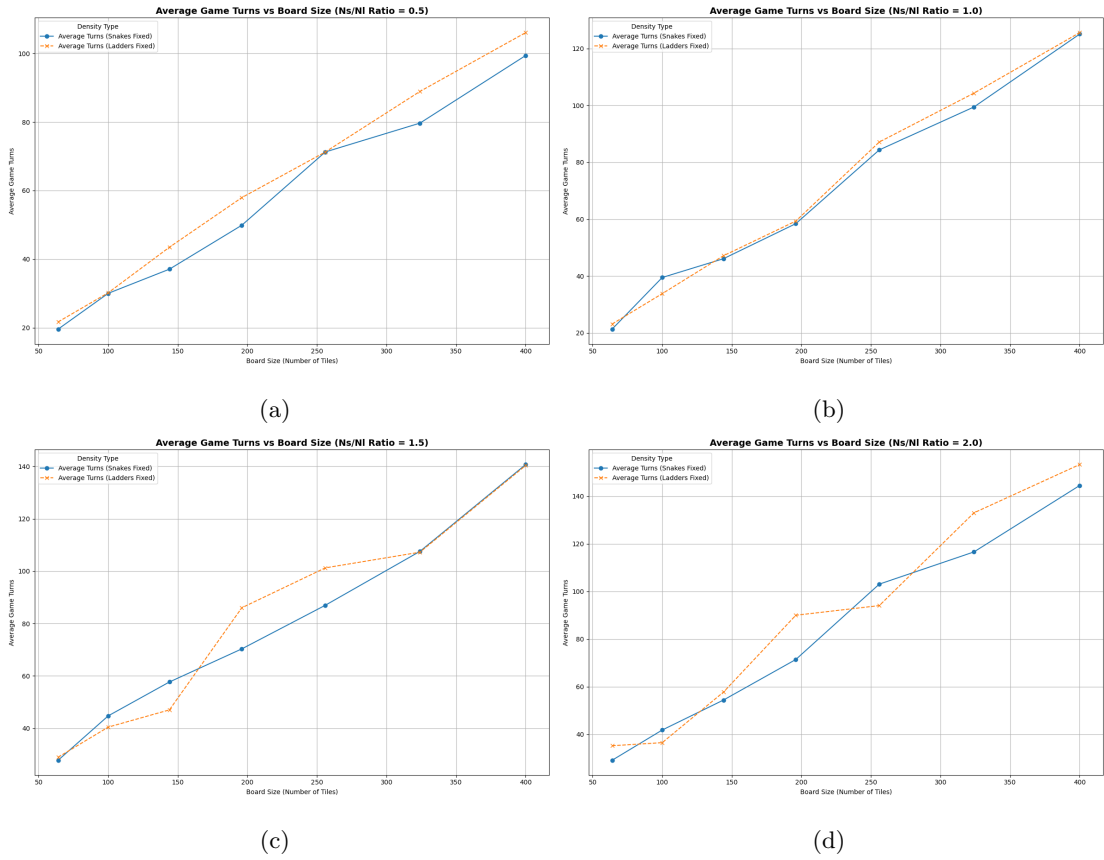 Average Game Turns vs Board Size (Ns/Nl Ratio = 0.5)
Density Type
Average Turns (Snakes Fixed)
Average Turns (Ladders Fixed)
Average Game Turns
100
80
60
40
20
50 100 150 200 250 300 350 400
Board Size (Number of Tiles)
(a)
Average Game Turns vs Board Size (Ns/Nl Ratio = 1.0)
Density Type
Average Turns (Snakes Fixed)
Average Turns (Ladders Fixed)
Average Game Turns
120
100
80
60
40
20
50 100 150 200 250 300 350 400
Board Size (Number of Tiles)
(b)
Average Game Turns vs Board Size (Ns/Nl Ratio = 1.5)
Density Type
Average Turns (Snakes Fixed)
Average Turns (Ladders Fixed)
Average Game Turns
140
120
100
80
60
40
50 100 150 200 250 300 350 400
Board Size (Number of Tiles)
(c)
Average Game Turns vs Board Size (Ns/Nl Ratio = 2.0)
Density Type
Average Turns (Snakes Fixed)
Average Turns (Ladders Fixed)
Average Game Turns
140
120
100
80
60
40
50 100 150 200 250 300 350 400
Board Size (Number of Tiles)
(d)